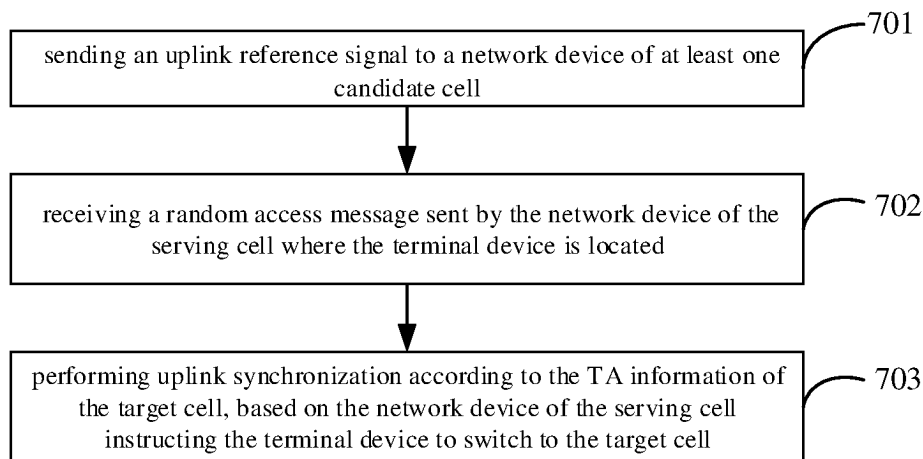 701
sending an uplink reference signal to a network device of at least one
candidate cell
702
receiving a random access message sent by the network device of the
serving cell where the terminal device is located
703
performing uplink synchronization according to the TA information of
the target cell, based on the network device of the serving cell
instructing the terminal device to switch to the target cell